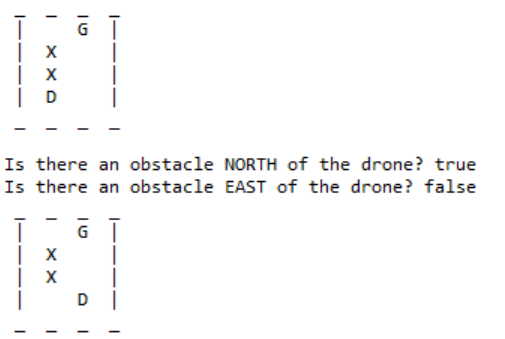 _ _ _ _
|   G |
| X   |
| X   |
| D   |
_ _ _ _
Is there an obstacle NORTH of the drone? true
Is there an obstacle EAST of the drone? false
_ _ _ _
|   G |
| X   |
| X   |
|   D |
_ _ _ _